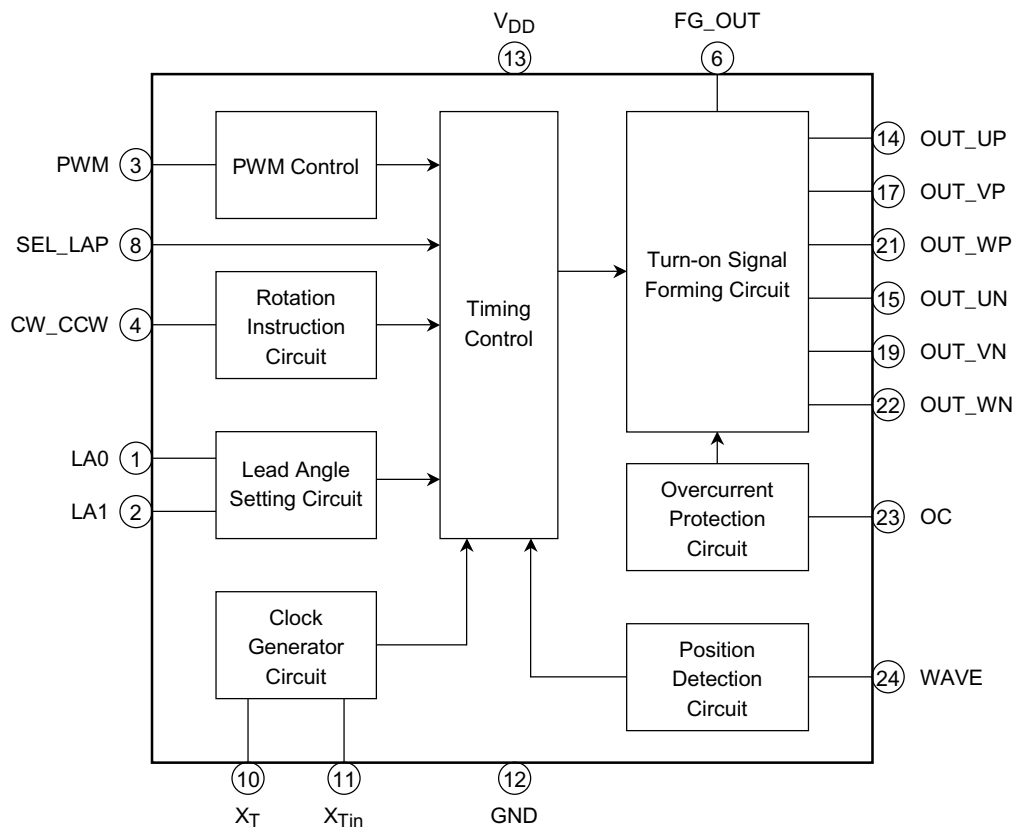 VDD
FG_OUT
13
6
PWM
3
PWM Control
SEL_LAP
8
CW_CCW
4
Rotation
Instruction
Circuit
LA0
1
LA1
2
Lead Angle
Setting Circuit
Clock
Generator
Circuit
Timing
Control
Turn-on Signal
Forming Circuit
14
OUT_UP
17
OUT_VP
21
OUT_WP
15
OUT_UN
19
OUT_VN
22
OUT_WN
Overcurrent
Protection
Circuit
23
OC
Position
Detection
Circuit
24
WAVE
10
11
12
XT
XTin
GND